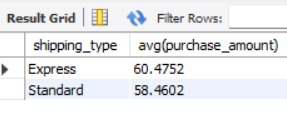 Result Grid Filter Rows:
shipping_type avg(purchase_amount)
Express 60.4752
Standard 58.4602